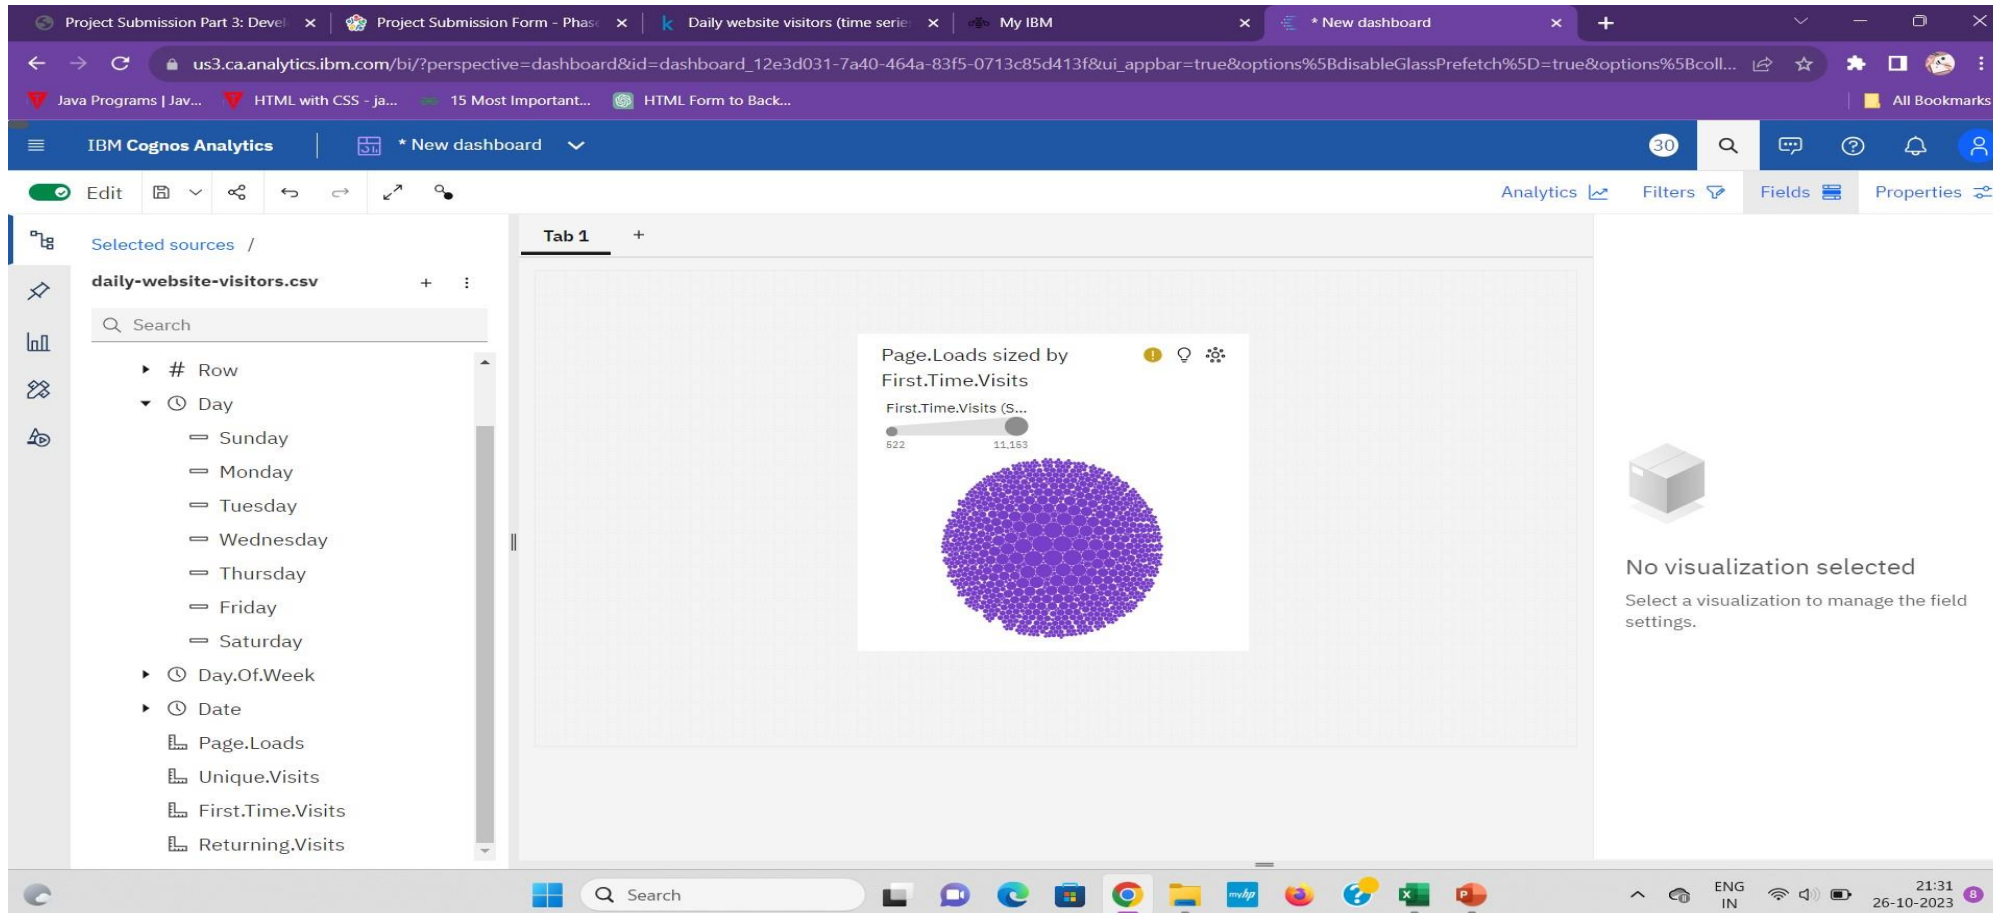 Project Submission Part 3: Devel
Project Submission Form - Phase
Daily website visitors (time serie
My IBM
* New dashboard
us3.ca.analytics.ibm.com/bi/?perspective=dashboard&id=dashboard_12e3d031-7a40-464a-83f5-0713c85d413f&ui_appbar=true&options%5BdisableGlassPrefetch%5D=true&options%5Bcoll...
Java Programs | Jav...
HTML with CSS - ja...
15 Most Important...
HTML Form to Back...
All Bookmarks
IBM Cognos Analytics
* New dashboard
30
Edit
Analytics
Filters
Fields
Properties
Selected sources /
Tab 1
daily-website-visitors.csv
Search
# Row
Day
Sunday
Monday
Tuesday
Wednesday
Thursday
Friday
Saturday
Day.Of.Week
Date
Page.Loads
Unique.Visits
First.Time.Visits
Returning.Visits
Page.Loads sized by
First.Time.Visits
First.Time.Visits (S...
522 11,153
No visualization selected
Select a visualization to manage the field
settings.
Search
myhp
ENG
IN
21:31
26-10-2023
8